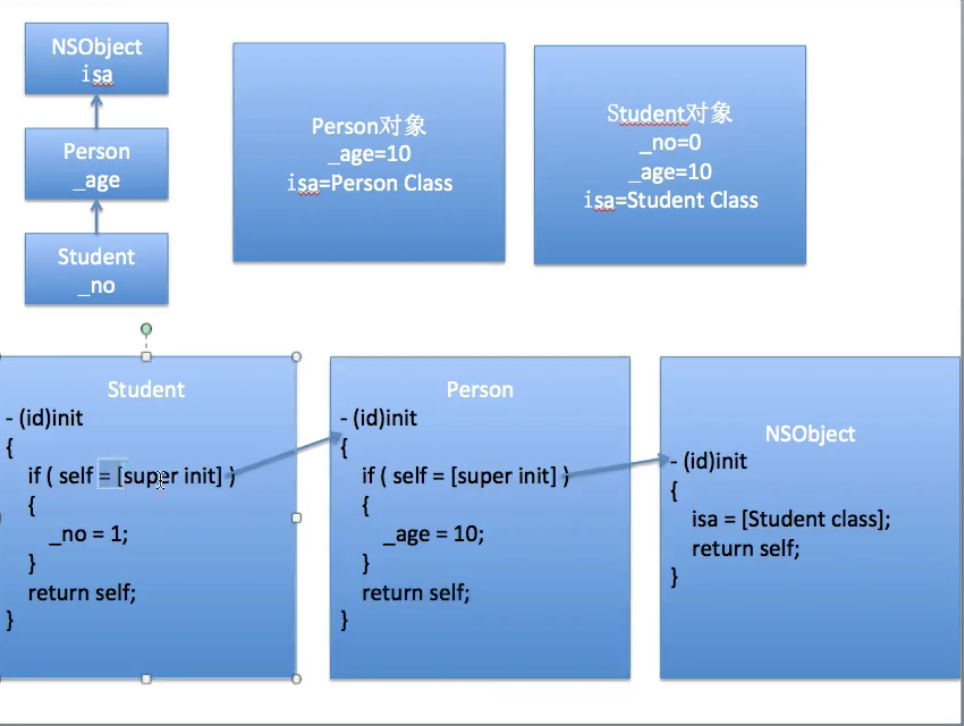 NSObject
isa
Person
_age
Student
_no
Person对象
_age=10
isa=Person Class
Student对象
_no=0
_age=10
isa=Student Class
Student
- (id)init
{
if ( self = [super init] )
{
_no = 1;
}
return self;
}
Person
- (id)init
{
if ( self = [super init] )
{
_age = 10;
}
return self;
}
NSObject
- (id)init
{
isa = [Student class];
return self;
}